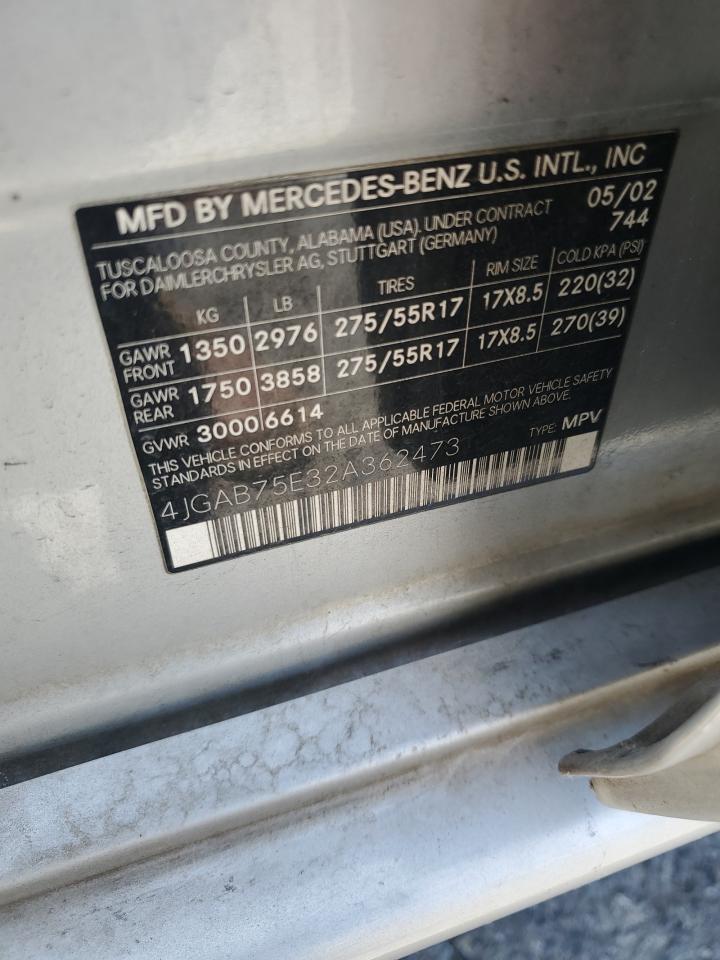 MFD BY MERCEDES-BENZ U.S. INTL., INC
TUSCALOOSA COUNTY, ALABAMA (USA). UNDER CONTRACT 05/02
FOR DAIMLERCHRYSLER AG, STUTTGART (GERMANY) 744
KG LB TIRES RIM SIZE COLD KPA (PSI)
GAWR FRONT 1350 2976 275/55R17 17X8.5 220(32)
GAWR REAR 1750 3858 275/55R17 17X8.5 270(39)
GVWR 3000 6614
THIS VEHICLE CONFORMS TO ALL APPLICABLE FEDERAL MOTOR VEHICLE SAFETY
STANDARDS IN EFFECT ON THE DATE OF MANUFACTURE SHOWN ABOVE.
4JGAB75E32A362473 TYPE: MPV